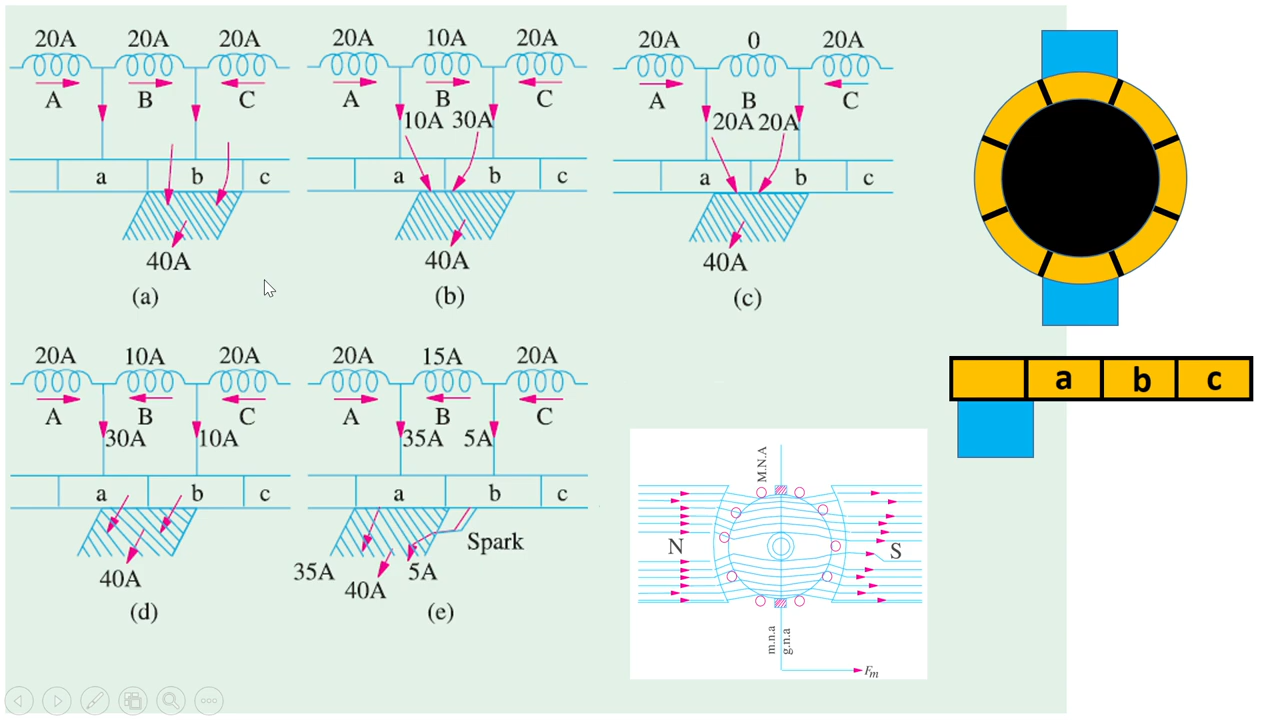 20A 20A 20A
A B C
a b c
40A
(a)
20A 10A 20A
A B C
10A 30A
a b c
40A
(b)
20A 0 20A
A B C
20A 20A
a b c
40A
(c)
20A 10A 20A
A B C
30A 10A
a b c
40A
(d)
20A 15A 20A
A B C
35A 5A
a b c
Spark
35A 40A 5A
(e)
a b c
M.N.A
N S
m.n.a
g.n.a
Fm